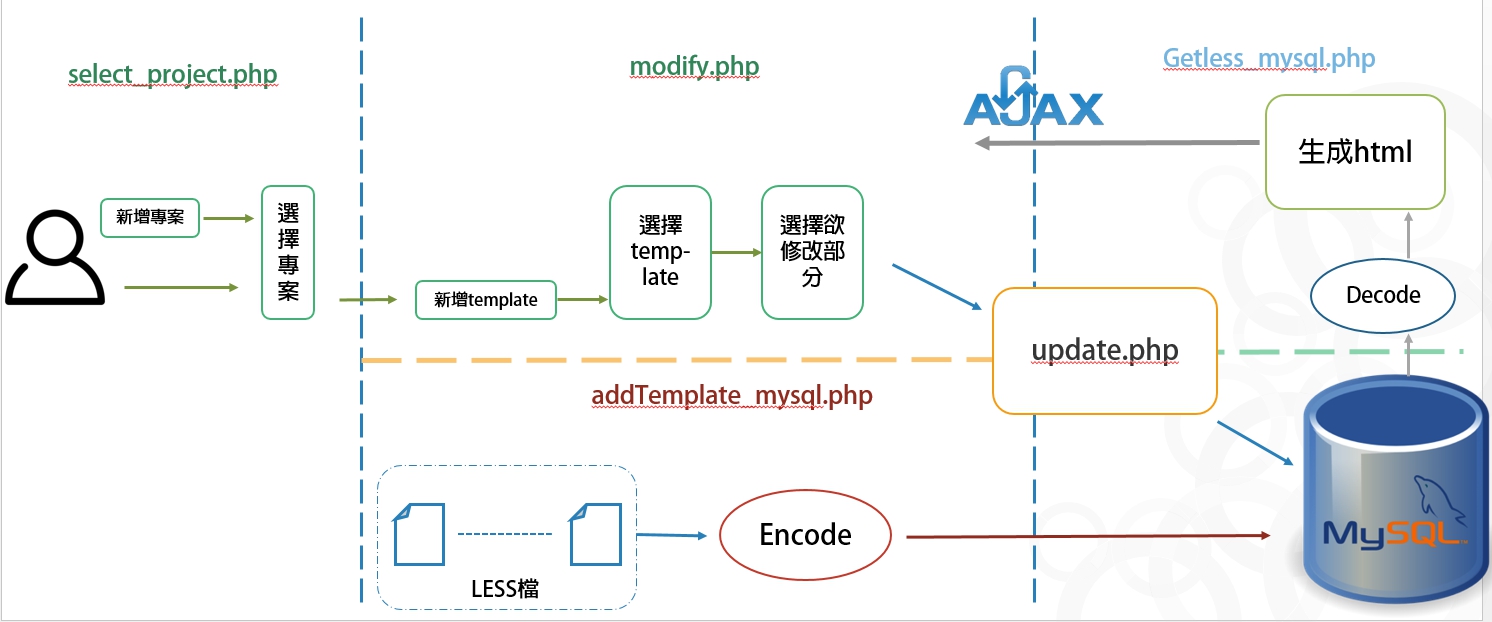 select_project.php
modify.php
Getless_mysql.php
AJAX
生成html
新增專案
選
擇
專
案
選擇
temp-
late
選擇欲
修改部
分
新增template
Decode
update.php
addTemplate_mysql.php
Encode
MySQL
LESS檔